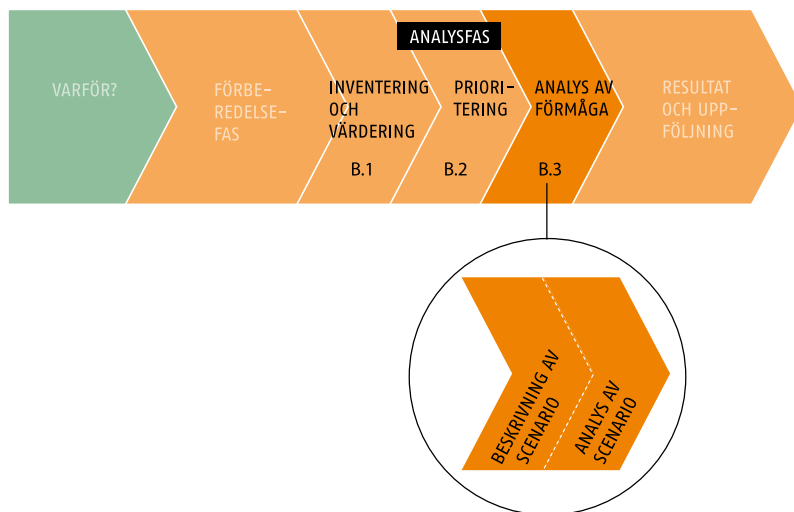 ANALYSFAS
VARFÖR?
FÖRBE-
REDELSE-
FAS
INVENTERING
OCH
VÄRDERING
B.1
PRIORI-
TERING
B.2
ANALYS AV
FÖRMÅGA
B.3
RESULTAT
OCH UPP-
FÖLJNING
BESKRIVNING AV
SCENARIO
ANALYS AV
SCENARIO